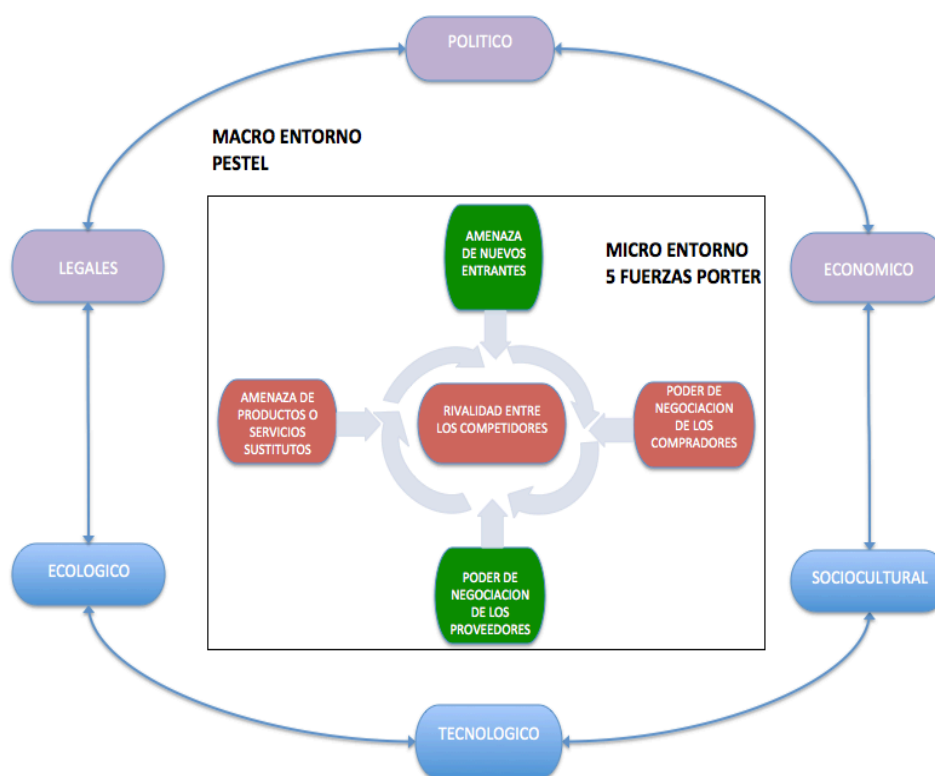 POLITICO
MACRO ENTORNO
PESTEL
LEGALES
AMENAZA
DE NUEVOS
ENTRANTES
MICRO ENTORNO
5 FUERZAS PORTER
ECONOMICO
AMENAZA DE
PRODUCTOS O
SERVICIOS
SUSTITUTOS
RIVALIDAD ENTRE
LOS COMPETIDORES
PODER DE
NEGOCIACION
DE LOS
COMPRADORES
ECOLOGICO
PODER DE
NEGOCIACION
DE LOS
PROVEEDORES
SOCIOCULTURAL
TECNOLOGICO